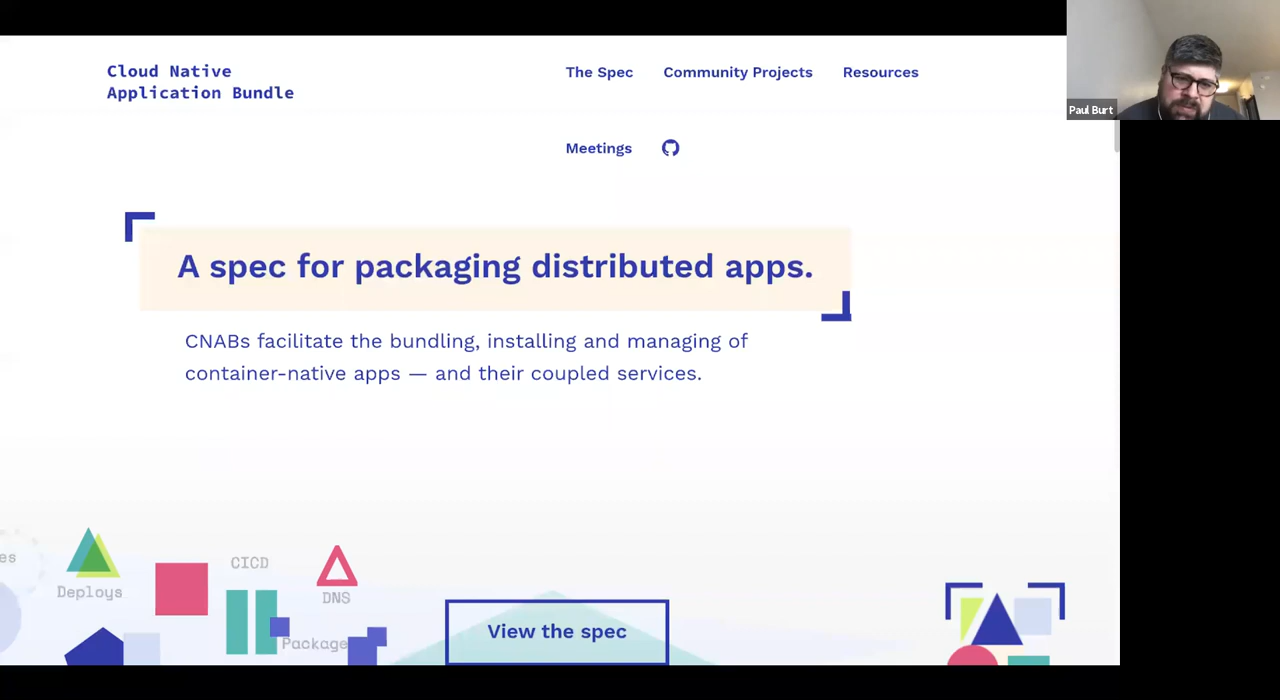 Cloud Native
Application Bundle
The Spec Community Projects Resources
Meetings
Paul Burt
A spec for packaging distributed apps.
CNABs facilitate the bundling, installing and managing of
container-native apps — and their coupled services.
es
Deploys
CICD
DNS
Package
View the spec